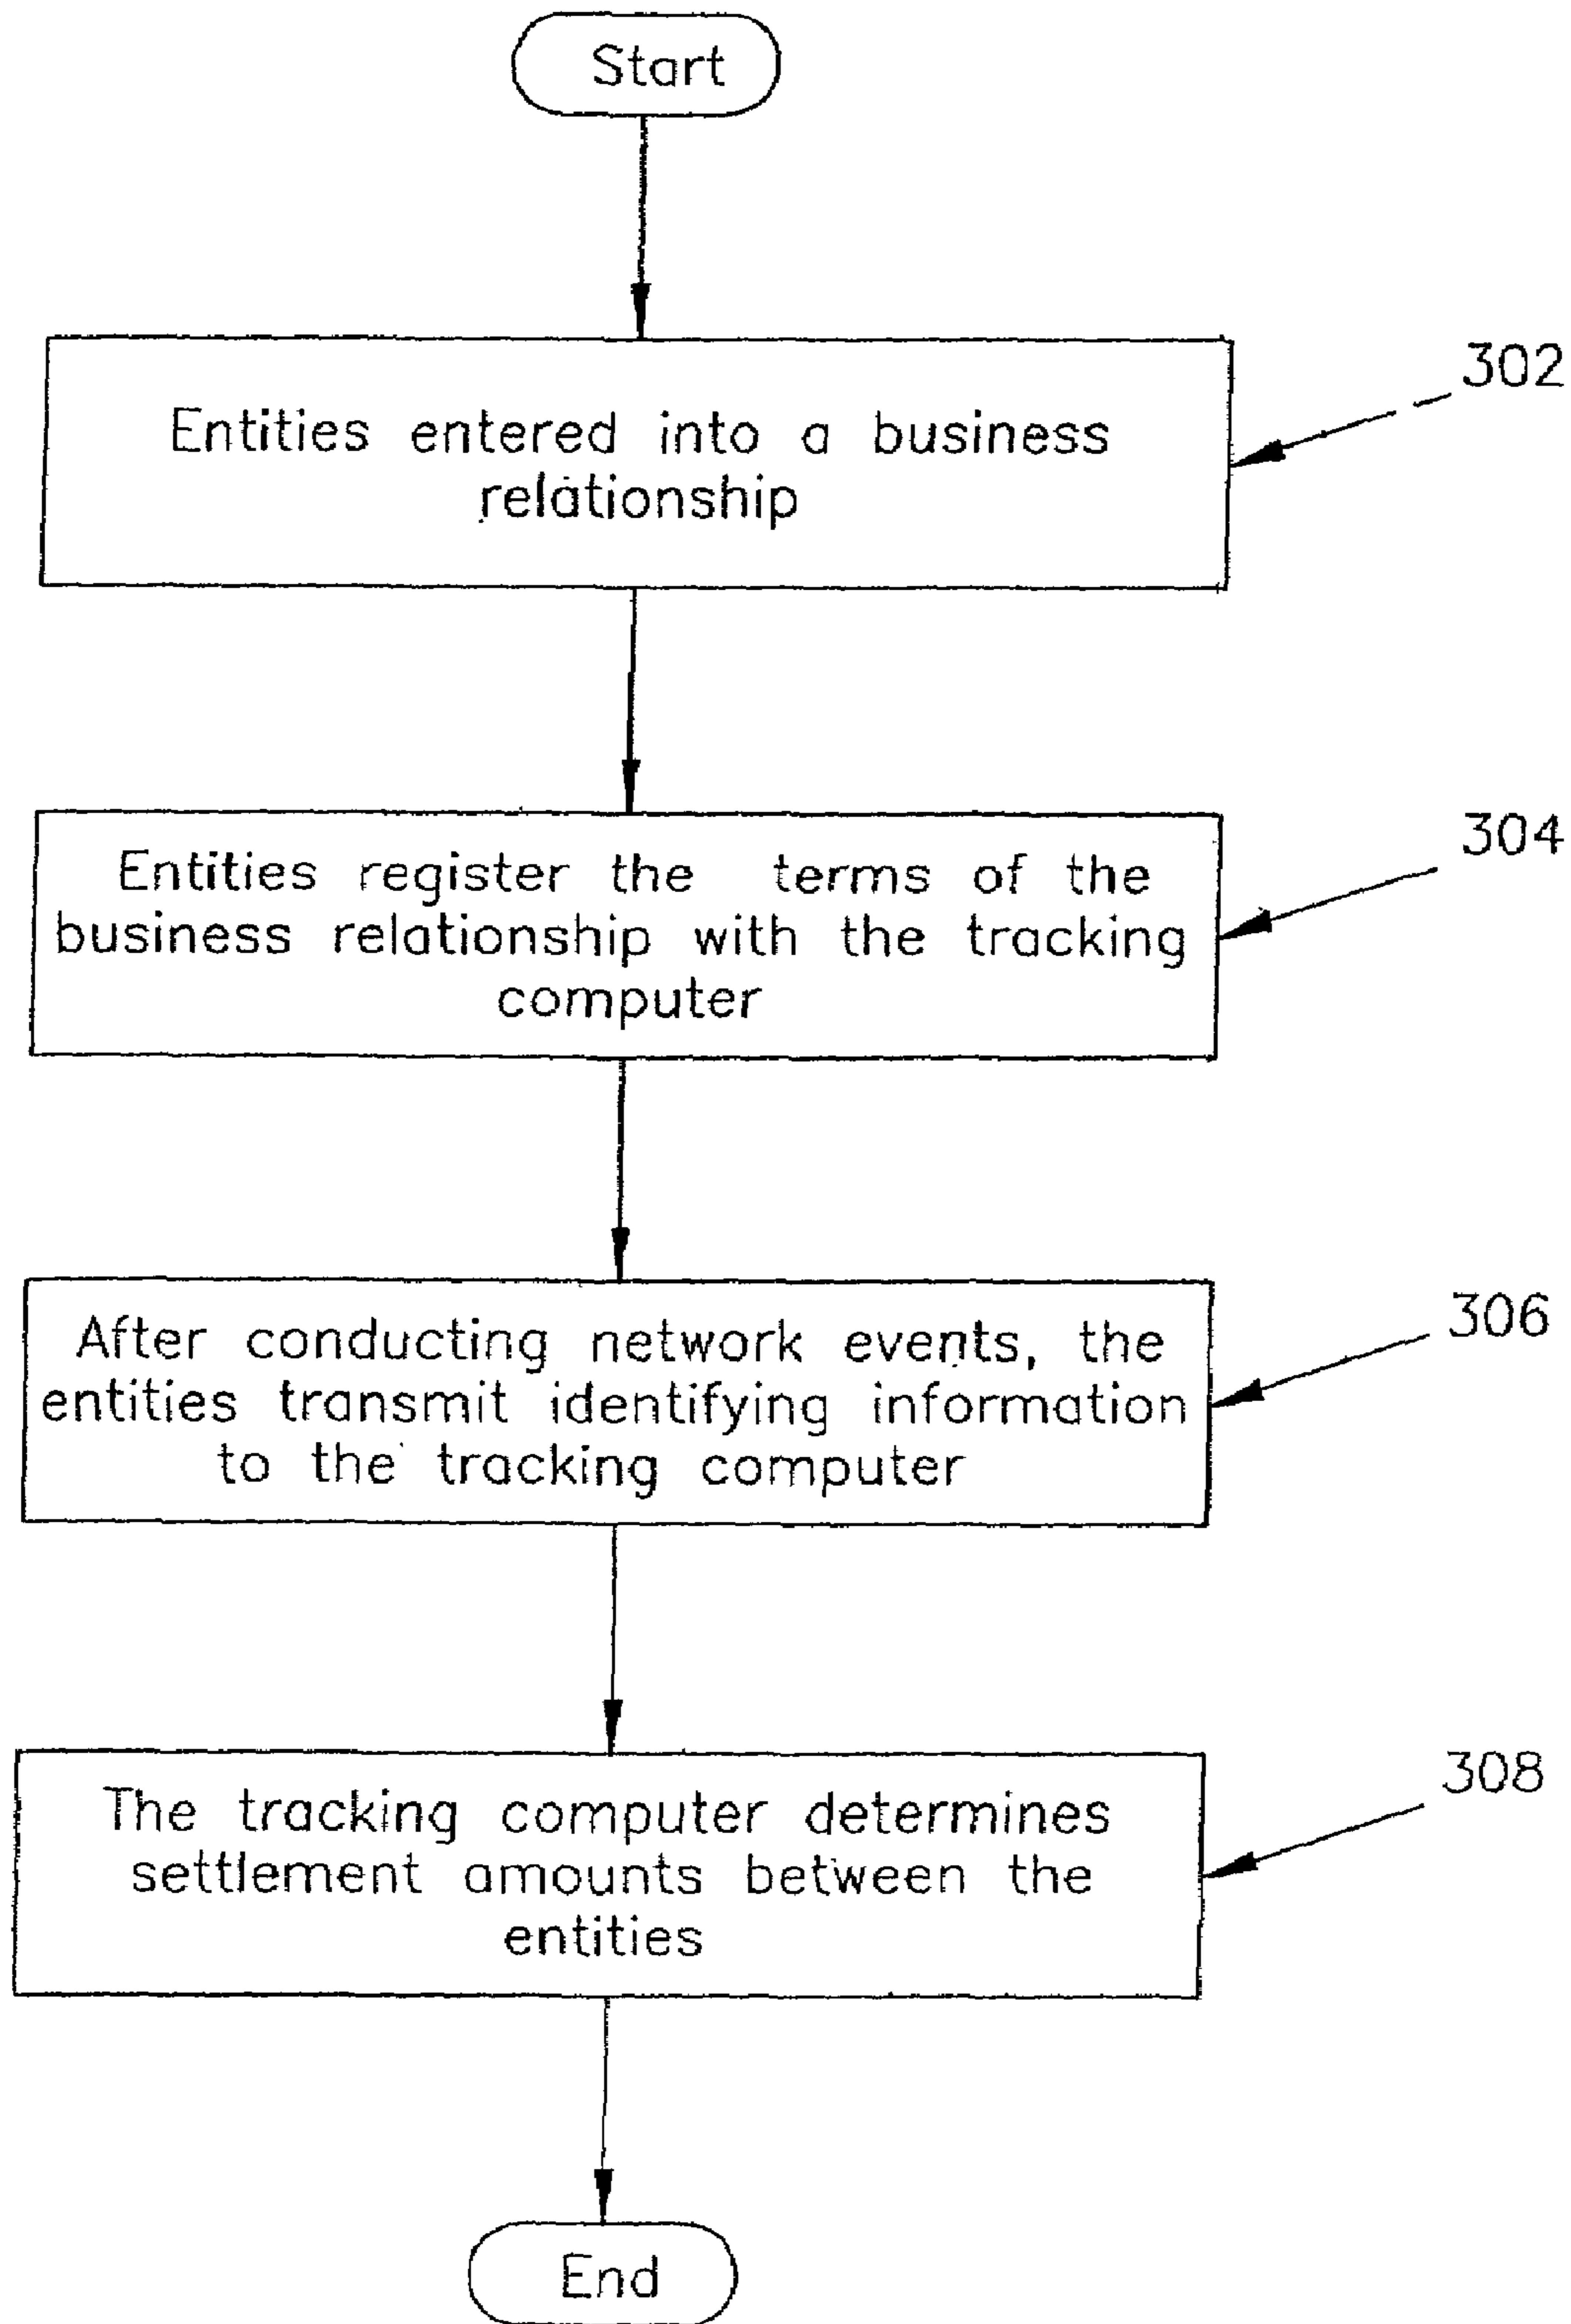 Start
302
Entities entered into a business
relationship
304
Entities register the terms of the
business relationship with the tracking
computer
306
After conducting network events, the
entities transmit identifying information
to the tracking computer
308
The tracking computer determines
settlement amounts between the
entities
End